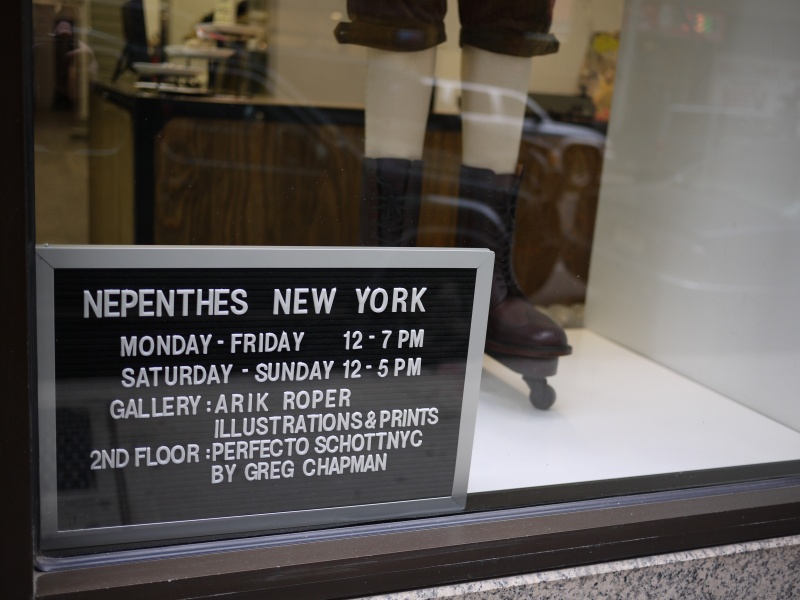 NEPENTHES NEW YORK
MONDAY - FRIDAY 12 - 7 PM
SATURDAY - SUNDAY 12 - 5 PM
GALLERY : ARIK ROPER
ILLUSTRATIONS & PRINTS
2ND FLOOR : PERFECTO SCHOTTNYC
BY GREG CHAPMAN